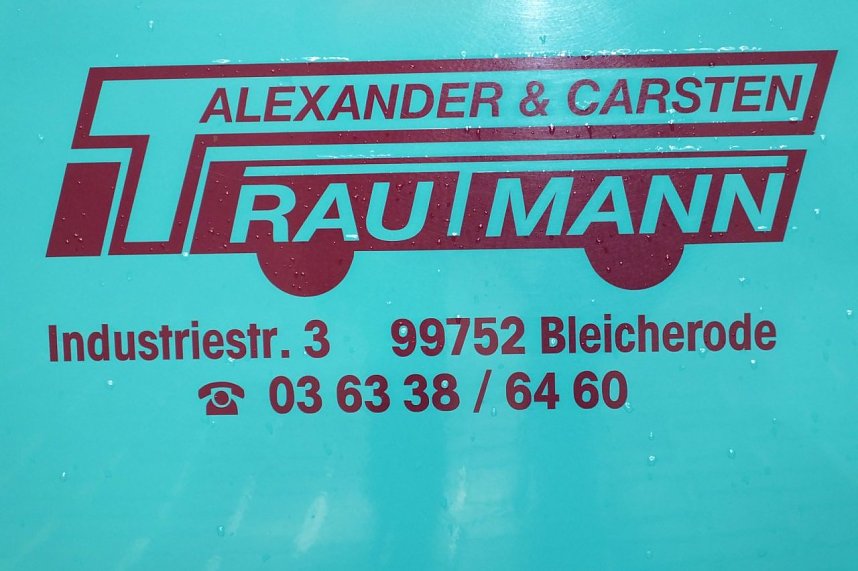 ALEXANDER & CARSTEN
TRAUTMANN
Industriestr. 3 99752 Bleicherode
☎ 03 63 38 / 64 60